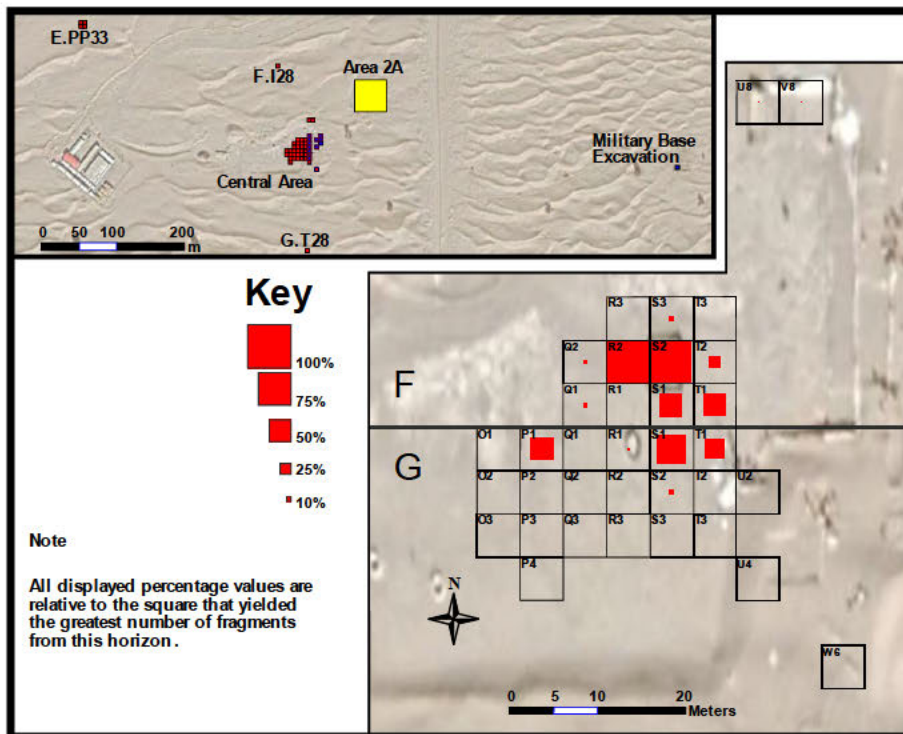 E.PP33
F.I28
Area 2A
Military Base
Excavation
Central Area
0 50 100 200
m
G.T28
U8 V8
Key
100%
75%
50%
25%
10%
R3 S3 T3
Q2 R2 S2 T2
F
Q1 R1 S1 T1
O1 P1 Q1 R1 S1 T1
G
O2 P2 Q2 R2 S2 T2 U2
O3 P3 Q3 R3 S3 T3
P4 U4
W6
Note
All displayed percentage values are
relative to the square that yielded
the greatest number of fragments
from this horizon .
N
0 5 10 20
Meters